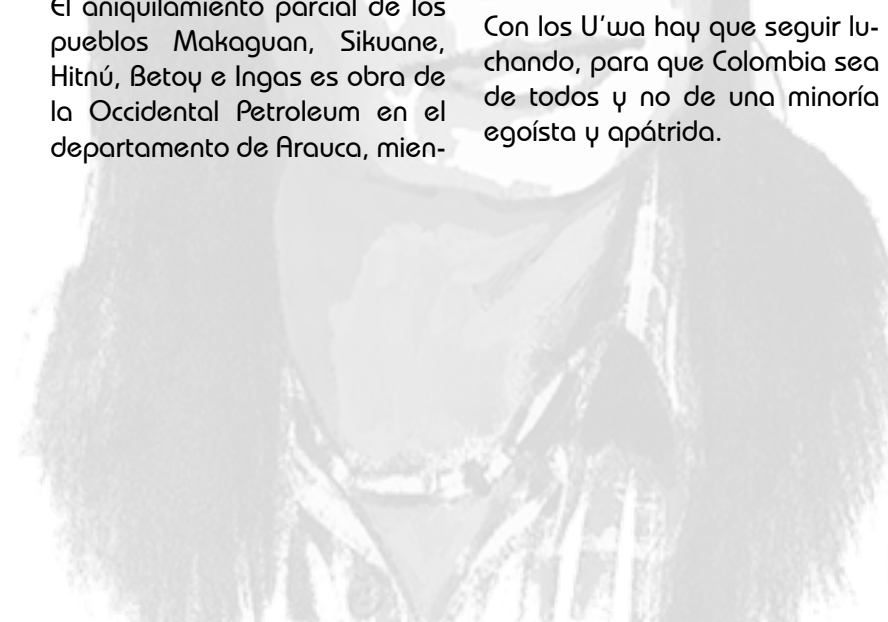 El aniquilamiento parcial de los
pueblos Makaguan, Sikuane,
Hitnú, Betoy e Ingas es obra de
la Occidental Petroleum en el
departamento de Arauca, mien-
Con los U'wa hay que seguir lu-
chando, para que Colombia sea
de todos y no de una minoría
egoísta y apátrida.